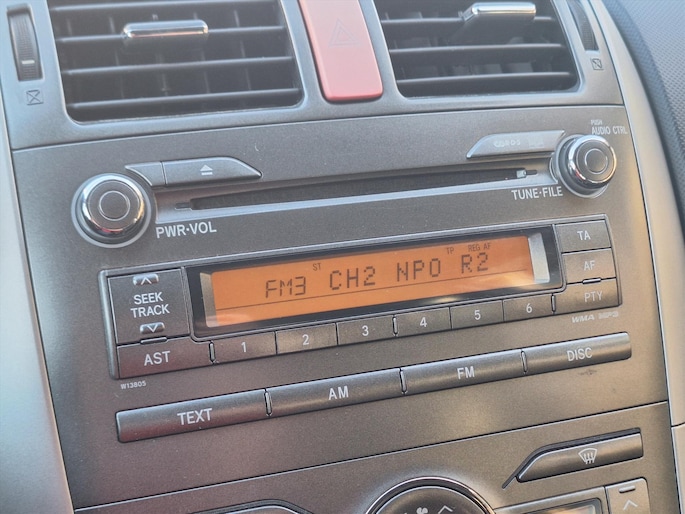 PUSH
AUDIO CTRL
PWR·VOL
TUNE·FILE
ST TP REG AF
FM3 CH2 NPO R2
TA
AF
PTY
SEEK
TRACK
AST 1 2 3 4 5 6
WMA MP3
W13805
TEXT AM FM DISC